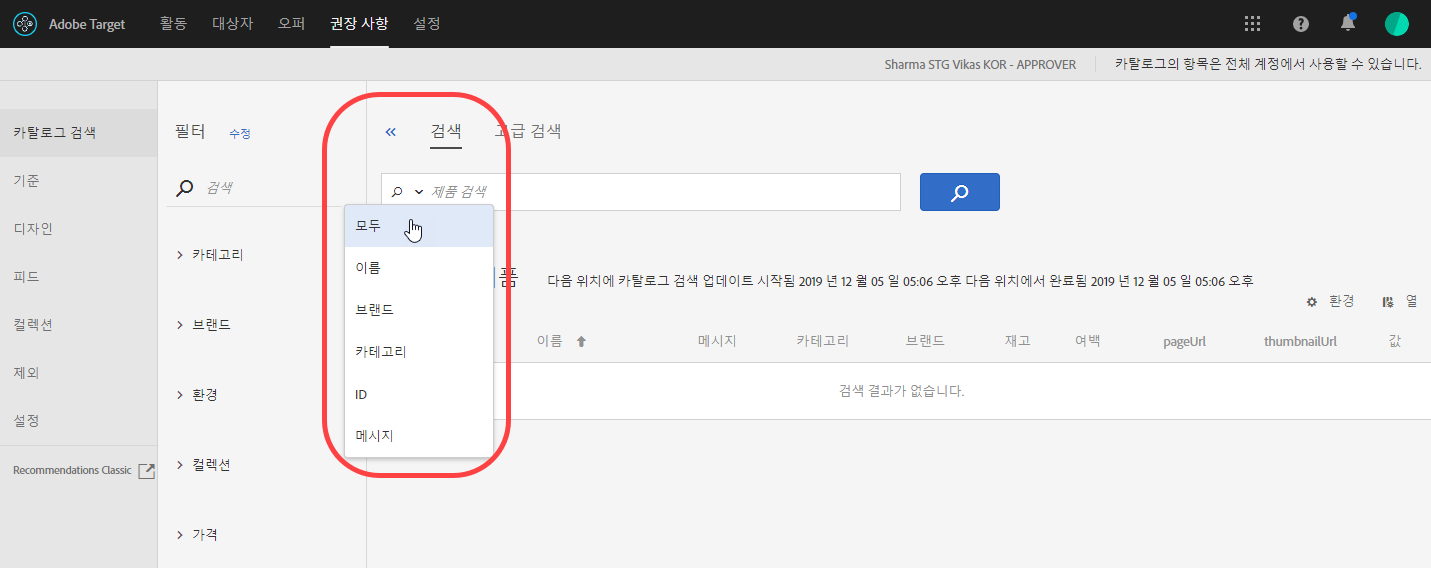 Adobe Target 활동 대상자 오퍼 권장 사항 설정
Sharma STG Vikas KOR - APPROVER 카탈로그의 항목은 전체 계정에서 사용할 수 있습니다.
카탈로그 검색
기준
디자인
피드
컬렉션
제외
설정
Recommendations Classic
필터 수정
검색
카테고리
브랜드
환경
컬렉션
가격
검색 고급 검색
제품 검색
모두
이름
브랜드
카테고리
ID
메시지
다음 위치에 카탈로그 검색 업데이트 시작됨 2019 년 12 월 05 일 05:06 오후 다음 위치에서 완료됨 2019 년 12 월 05 일 05:06 오후
환경 열
이름 메시지 카테고리 브랜드 재고 여백 pageUrl thumbnailUrl 값
검색 결과가 없습니다.